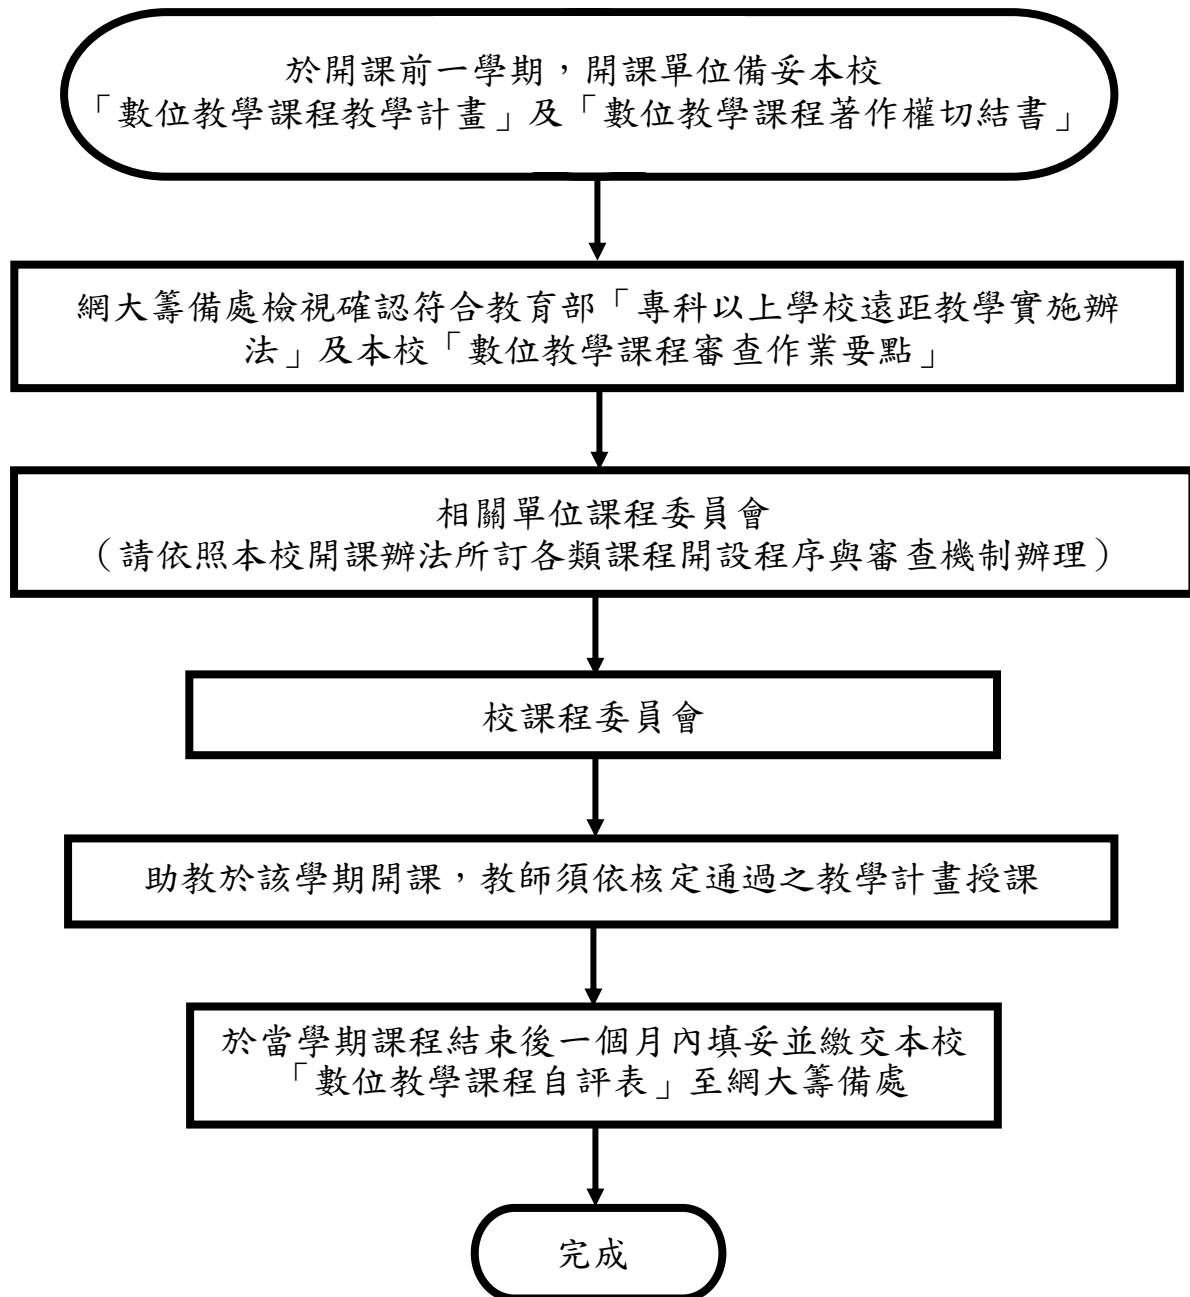 於開課前一學期，開課單位備妥本校
「數位教學課程教學計畫」及「數位教學課程著作權切結書」
網大籌備處檢視確認符合教育部「專科以上學校遠距教學實施辦
法」及本校「數位教學課程審查作業要點」
相關單位課程委員會
（請依照本校開課辦法所訂各類課程開設程序與審查機制辦理）
校課程委員會
助教於該學期開課，教師須依核定通過之教學計畫授課
於當學期課程結束後一個月內填妥並繳交本校
「數位教學課程自評表」至網大籌備處
完成